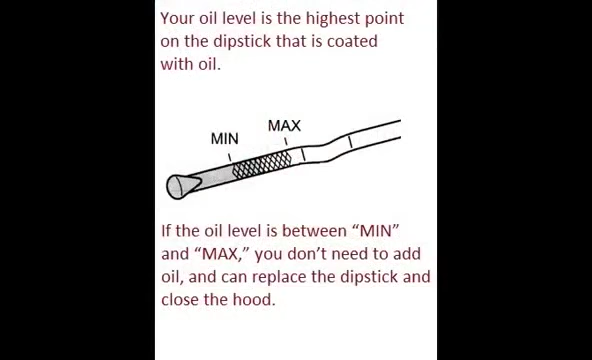 Your oil level is the highest point
on the dipstick that is coated
with oil.
MAX
MIN
If the oil level is between “MIN”
and “MAX,” you don’t need to add
oil, and can replace the dipstick and
close the hood.